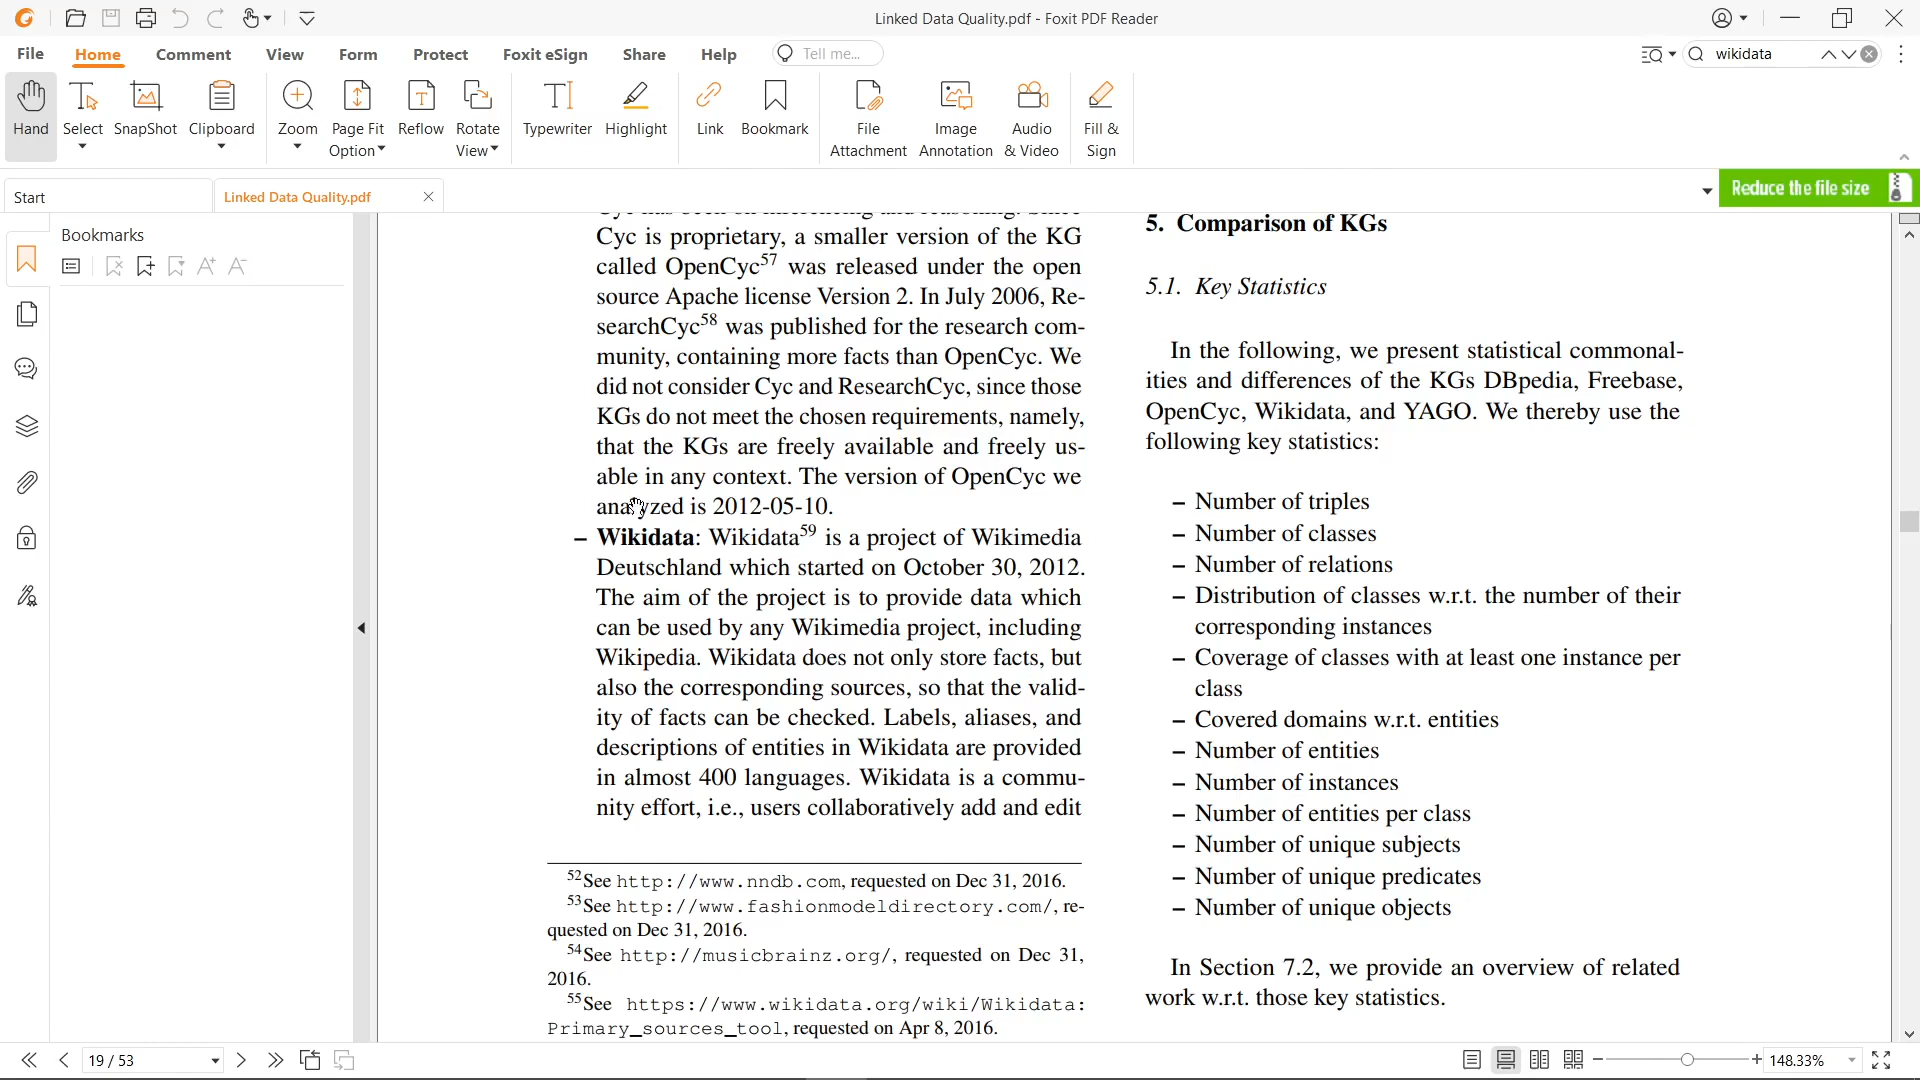 Linked Data Quality.pdf - Foxit PDF Reader
File Home Comment View Form Protect Foxit eSign Share Help Tell me... wikidata
Hand Select SnapShot Clipboard Zoom Page Fit Option Reflow Rotate View Typewriter Highlight Link Bookmark File Attachment Image Annotation Audio & Video Fill & Sign
Start Linked Data Quality.pdf Reduce the file size
Bookmarks
Cyc is proprietary, a smaller version of the KG
called OpenCyc57 was released under the open
source Apache license Version 2. In July 2006, Re-
searchCyc58 was published for the research com-
munity, containing more facts than OpenCyc. We
did not consider Cyc and ResearchCyc, since those
KGs do not meet the chosen requirements, namely,
that the KGs are freely available and freely us-
able in any context. The version of OpenCyc we
analyzed is 2012-05-10.
– Wikidata: Wikidata59 is a project of Wikimedia
Deutschland which started on October 30, 2012.
The aim of the project is to provide data which
can be used by any Wikimedia project, including
Wikipedia. Wikidata does not only store facts, but
also the corresponding sources, so that the valid-
ity of facts can be checked. Labels, aliases, and
descriptions of entities in Wikidata are provided
in almost 400 languages. Wikidata is a commu-
nity effort, i.e., users collaboratively add and edit
52See http://www.nndb.com, requested on Dec 31, 2016.
53See http://www.fashionmodeldirectory.com/, re-
quested on Dec 31, 2016.
54See http://musicbrainz.org/, requested on Dec 31,
2016.
55See https://www.wikidata.org/wiki/Wikidata:
Primary_sources_tool, requested on Apr 8, 2016.
5. Comparison of KGs
5.1. Key Statistics
In the following, we present statistical commonal-
ities and differences of the KGs DBpedia, Freebase,
OpenCyc, Wikidata, and YAGO. We thereby use the
following key statistics:
– Number of triples
– Number of classes
– Number of relations
– Distribution of classes w.r.t. the number of their
corresponding instances
– Coverage of classes with at least one instance per
class
– Covered domains w.r.t. entities
– Number of entities
– Number of instances
– Number of entities per class
– Number of unique subjects
– Number of unique predicates
– Number of unique objects
In Section 7.2, we provide an overview of related
work w.r.t. those key statistics.
19 / 53 148.33%